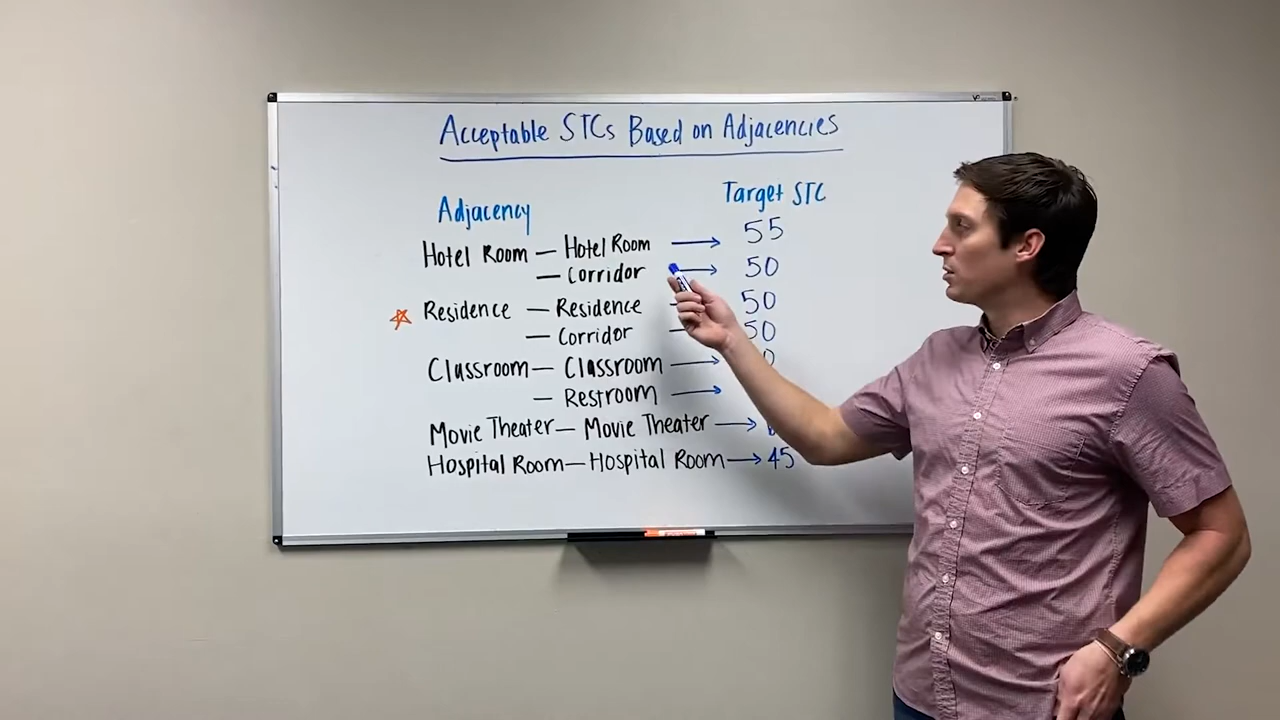 Acceptable STCs Based on Adjacencies
Adjacency Target STC
Hotel Room — Hotel Room → 55
— Corridor → 50
☆ Residence — Residence 50
— Corridor 50
Classroom — Classroom →
— Restroom →
Movie Theater — Movie Theater →
Hospital Room — Hospital Room → 45